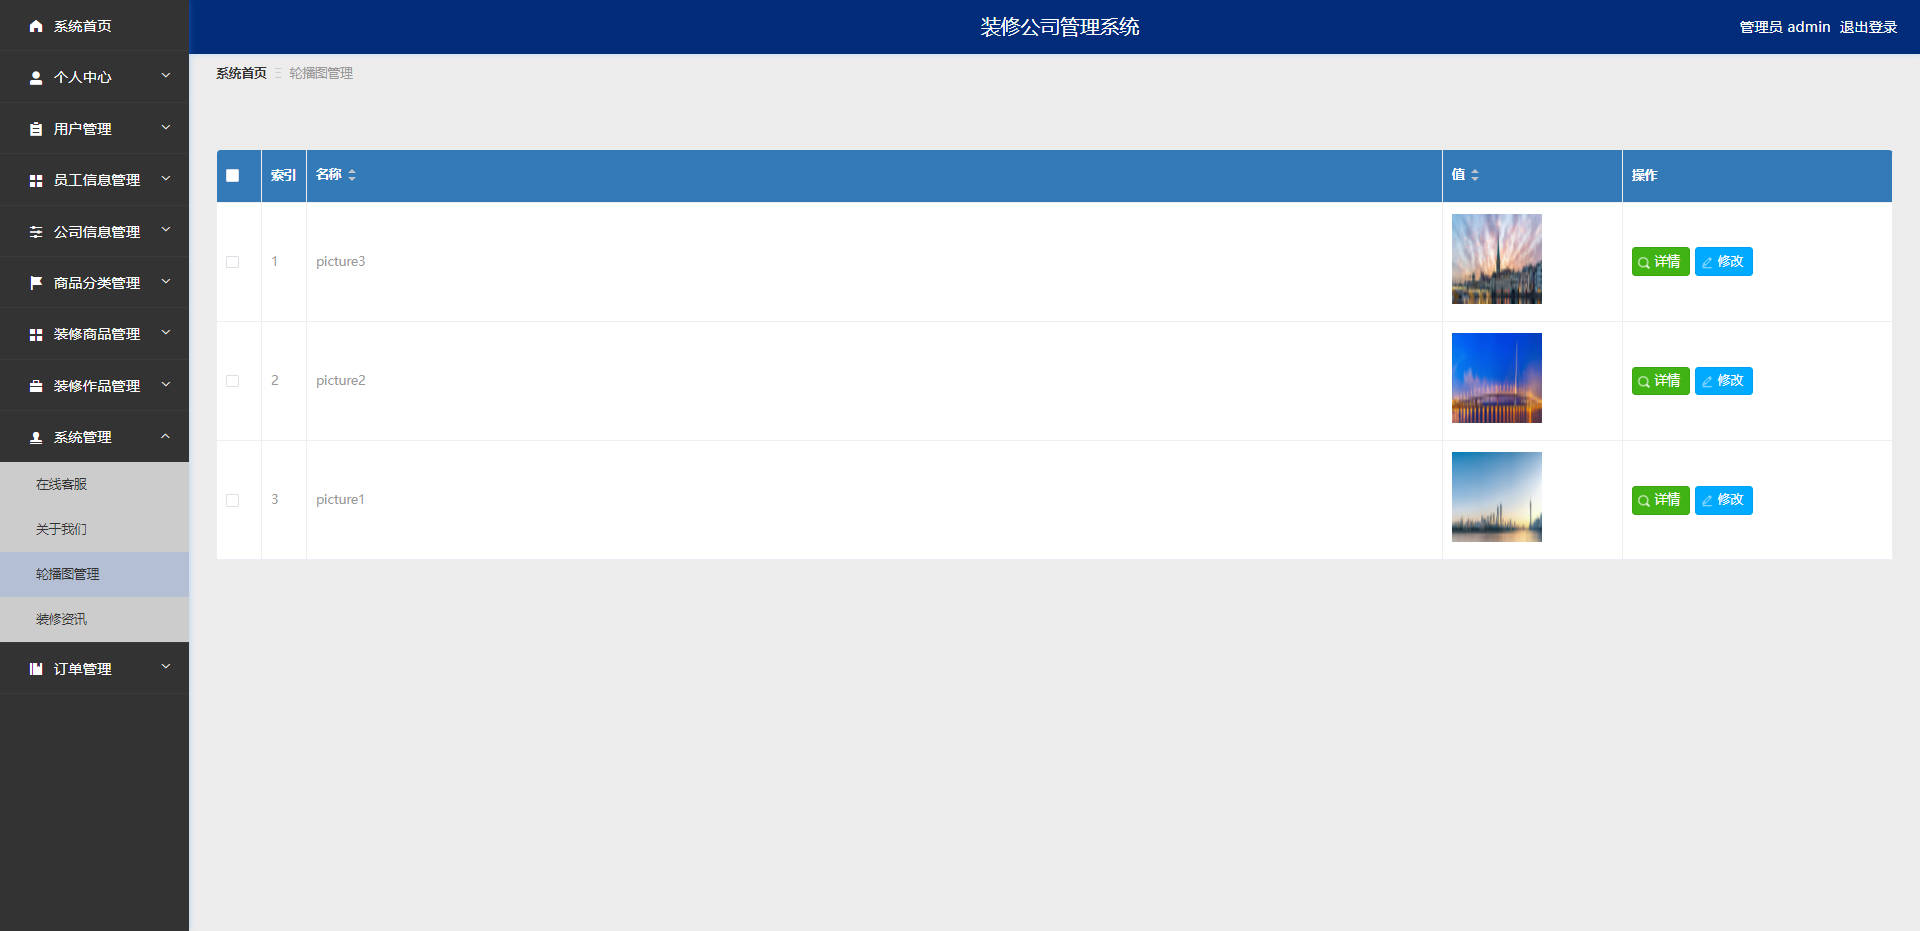 装修公司管理系统
管理员 admin 退出登录
系统首页
个人中心
用户管理
员工信息管理
公司信息管理
商品分类管理
装修商品管理
装修作品管理
系统管理
在线客服
关于我们
轮播图管理
装修资讯
订单管理
系统首页 轮播图管理
索引 名称 值 操作
1 picture3 详情 修改
2 picture2 详情 修改
3 picture1 详情 修改